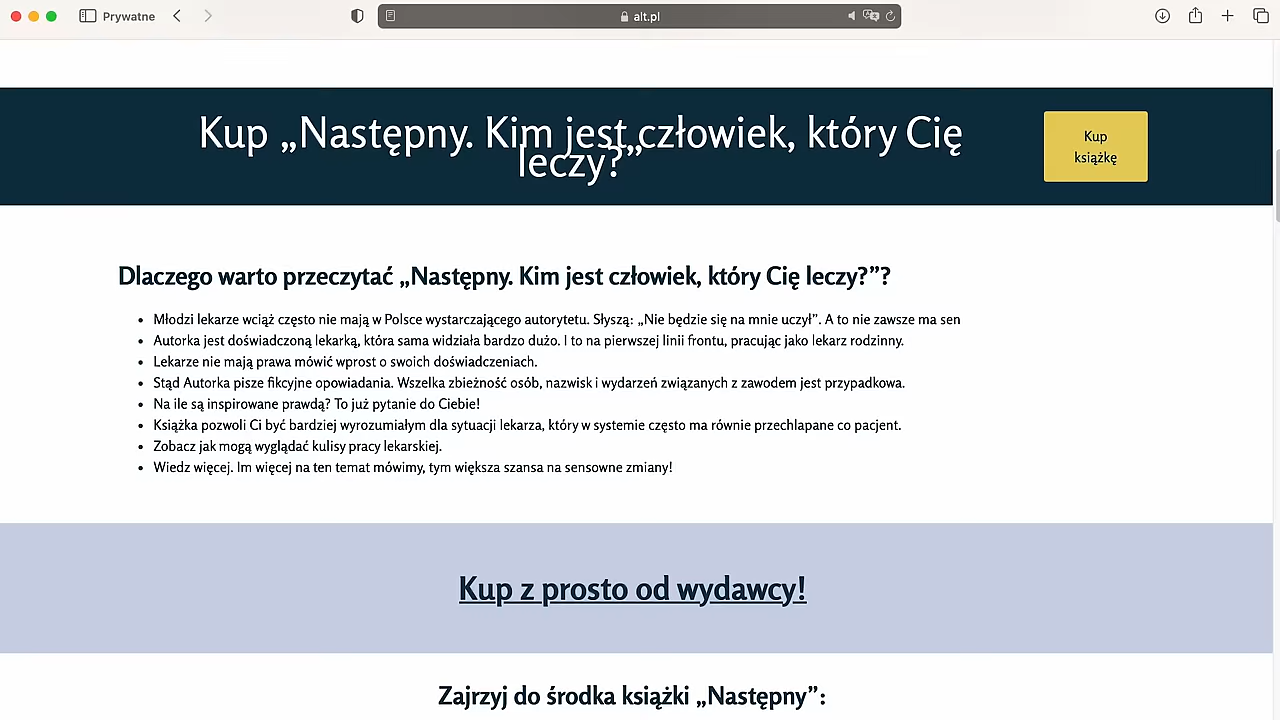 Prywatne
alt.pl
Kup „Następny. Kim jest„człowiek, który Cię
leczy?”
Kup
książkę
Dlaczego warto przeczytać „Następny. Kim jest człowiek, który Cię leczy?”?
• Młodzi lekarze wciąż często nie mają w Polsce wystarczającego autorytetu. Słyszą: „Nie będzie się na mnie uczył”. A to nie zawsze ma sen
• Autorka jest doświadczoną lekarką, która sama widziała bardzo dużo. I to na pierwszej linii frontu, pracując jako lekarz rodzinny.
• Lekarze nie mają prawa mówić wprost o swoich doświadczeniach.
• Stąd Autorka pisze fikcyjne opowiadania. Wszelka zbieżność osób, nazwisk i wydarzeń związanych z zawodem jest przypadkowa.
• Na ile są inspirowane prawdą? To już pytanie do Ciebie!
• Książka pozwoli Ci być bardziej wyrozumiałym dla sytuacji lekarza, który w systemie często ma równie przechlapane co pacjent.
• Zobacz jak mogą wyglądać kulisy pracy lekarskiej.
• Wiedz więcej. Im więcej na ten temat mówimy, tym większa szansa na sensowne zmiany!
Kup z prosto od wydawcy!
Zajrzyj do środka książki „Następny”: